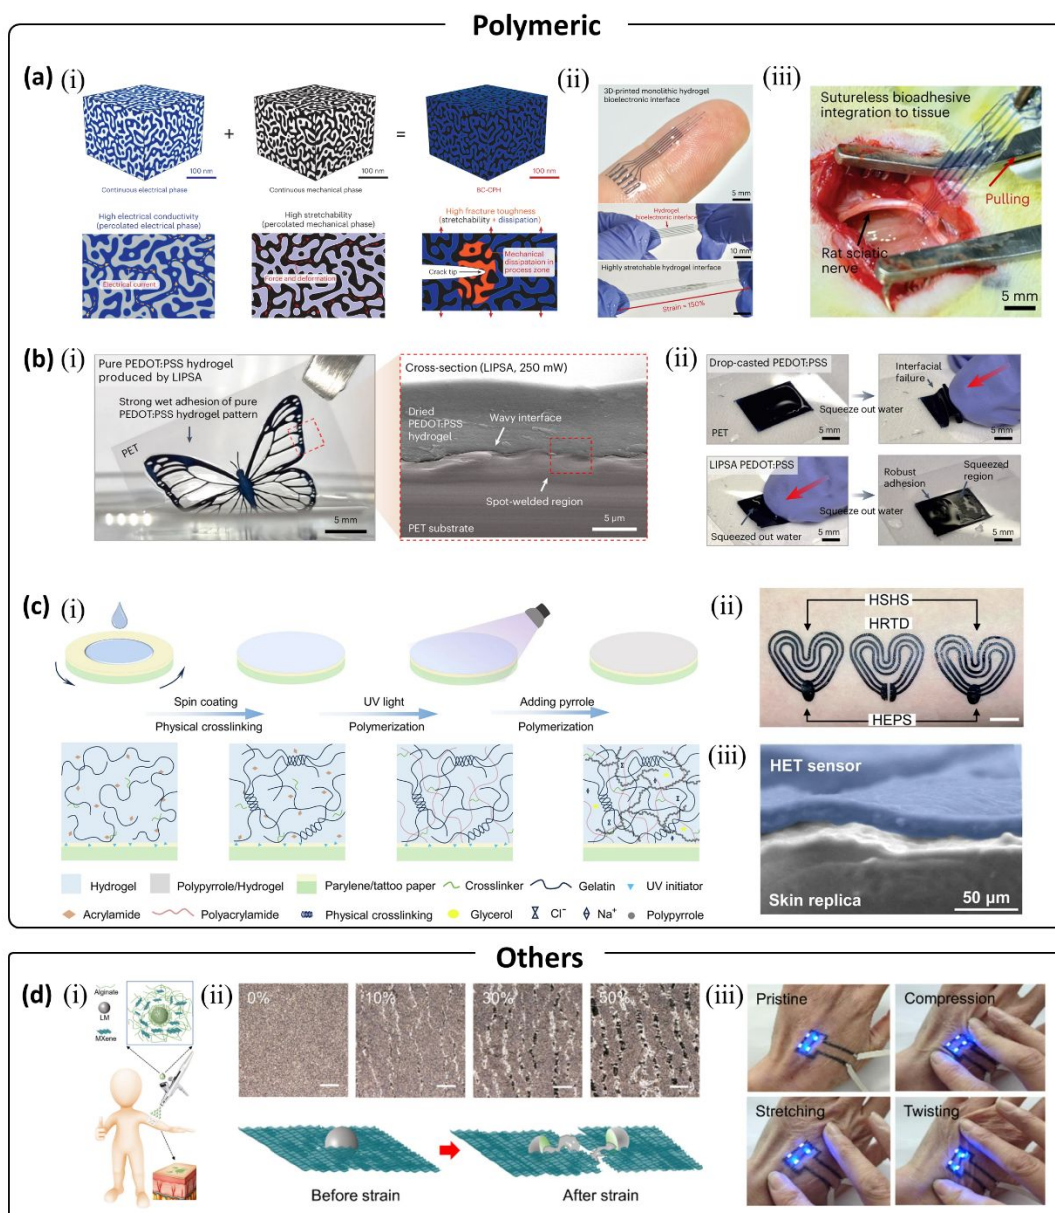 Polymeric
(a) (i)
+
=
100 nm
100 nm
100 nm
Continuous electrical phase
Continuous mechanical phase
BC-CPH
High electrical conductivity
(percolated electrical phase)
High stretchability
(percolated mechanical phase)
High fracture toughness
(stretchability + dissipation)
Electrical current
Force and deformation
Crack tip
Mechanical
dissipataion in
process zone
(ii)
3D-printed monolithic hydrogel
bioelectronic interface
5 mm
Hydrogel
bioelectronic interface
10 mm
Highly stretchable hydrogel interface
Strain = 150%
(iii)
Sutureless bioadhesive
integration to tissue
Pulling
Rat sciatic
nerve
5 mm
(b) (i)
Pure PEDOT:PSS hydrogel
produced by LIPSA
Strong wet adhesion of pure
PEDOT:PSS hydrogel pattern
PET
5 mm
Cross-section (LIPSA, 250 mW)
Dried
PEDOT:PSS
hydrogel
Wavy interface
Spot-welded region
PET substrate
5 µm
(ii)
Drop-casted PEDOT:PSS
Interfacial
failure
Squeeze out water
PET
5 mm
5 mm
LIPSA PEDOT:PSS
Robust
adhesion
Squeezed
region
Squeeze out water
Squeezed out water
5 mm
5 mm
(c) (i)
Spin coating
Physical crosslinking
UV light
Polymerization
Adding pyrrole
Polymerization
Cl⁻
Na⁺
Hydrogel
Polypyrrole/Hydrogel
Parylene/tattoo paper
Crosslinker
Gelatin
UV initiator
Acrylamide
Polyacrylamide
Physical crosslinking
Glycerol
Polypyrrole
(ii)
HSHS
HRTD
HEPS
(iii)
HET sensor
Skin replica
50 µm
Others
(d) (i)
Alginate
LM
MXene
(ii)
0%
10%
30%
50%
Before strain
After strain
(iii)
Pristine
Compression
Stretching
Twisting